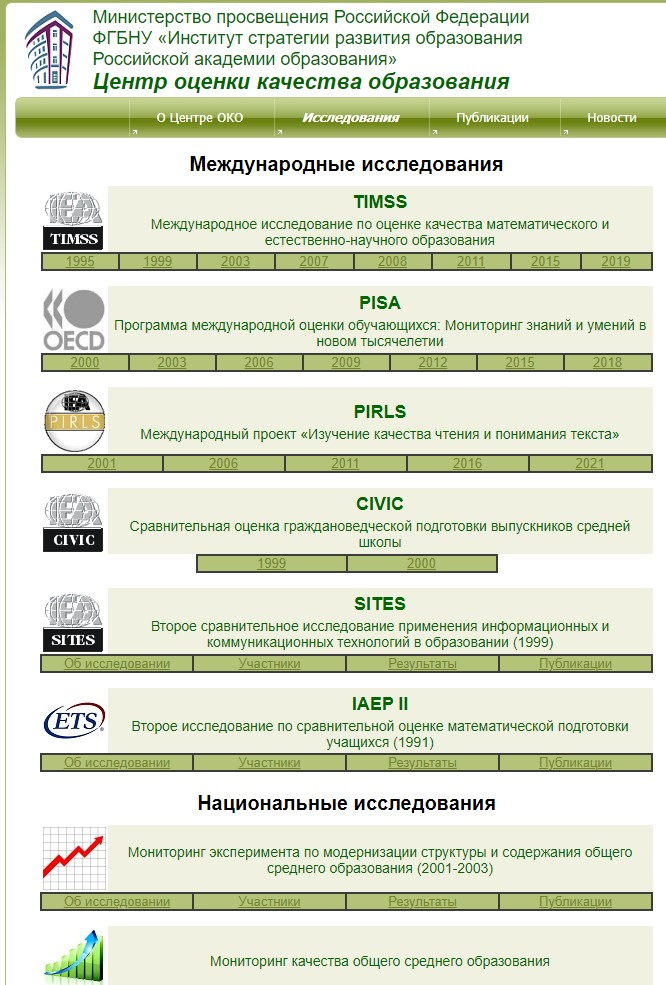 Министерство просвещения Российской Федерации
ФГБНУ «Институт стратегии развития образования
Российской академии образования»
Центр оценки качества образования
О Центре ОКО Исследования Публикации Новости
Международные исследования
IEA
TIMSS
TIMSS
Международное исследование по оценке качества математического и
естественно-научного образования
1995 1999 2003 2007 2008 2011 2015 2019
OECD
PISA
Программа международной оценки обучающихся: Мониторинг знаний и умений в
новом тысячелетии
2000 2003 2006 2009 2012 2015 2018
IEA
PIRLS
PIRLS
Международный проект «Изучение качества чтения и понимания текста»
2001 2006 2011 2016 2021
IEA
CIVIC
CIVIC
Сравнительная оценка граждановедческой подготовки выпускников средней
школы
1999 2000
IEA
SITES
SITES
Второе сравнительное исследование применения информационных и
коммуникационных технологий в образовании (1999)
Об исследовании Участники Результаты Публикации
ETS®
IAEP II
Второе исследование по сравнительной оценке математической подготовки
учащихся (1991)
Об исследовании Участники Результаты Публикации
Национальные исследования
Мониторинг эксперимента по модернизации структуры и содержания общего
среднего образования (2001-2003)
Об исследовании Участники Результаты Публикации
Мониторинг качества общего среднего образования